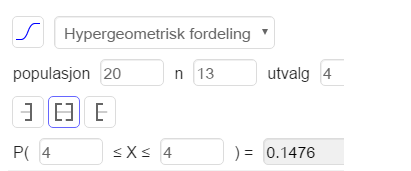 Hypergeometrisk fordeling
populasjon 20 n 13 utvalg 4
P( 4 ≤ X ≤ 4 ) = 0.1476